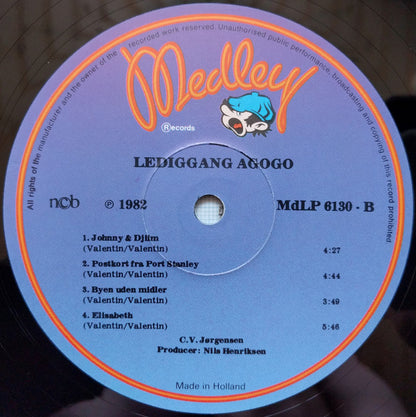 All rights of the manufacturer and the owner of the recorded work reserved. Unauthorised public performance, broadcasting and copying of this record prohibited
Medley
Ⓡecords
LEDIGGANG AGOGO
ncb
℗ 1982
MdLP 6130 - B
1. Johnny & Djlim
(Valentin/Valentin) 4:27
2. Postkort fra Port Stanley
(Valentin/Valentin) 4:44
3. Byen uden midler
(Valentin/Valentin) 3:49
4. Elisabeth
(Valentin/Valentin) 5:46
C.V. Jørgensen
Producer: Nils Henriksen
Made in Holland